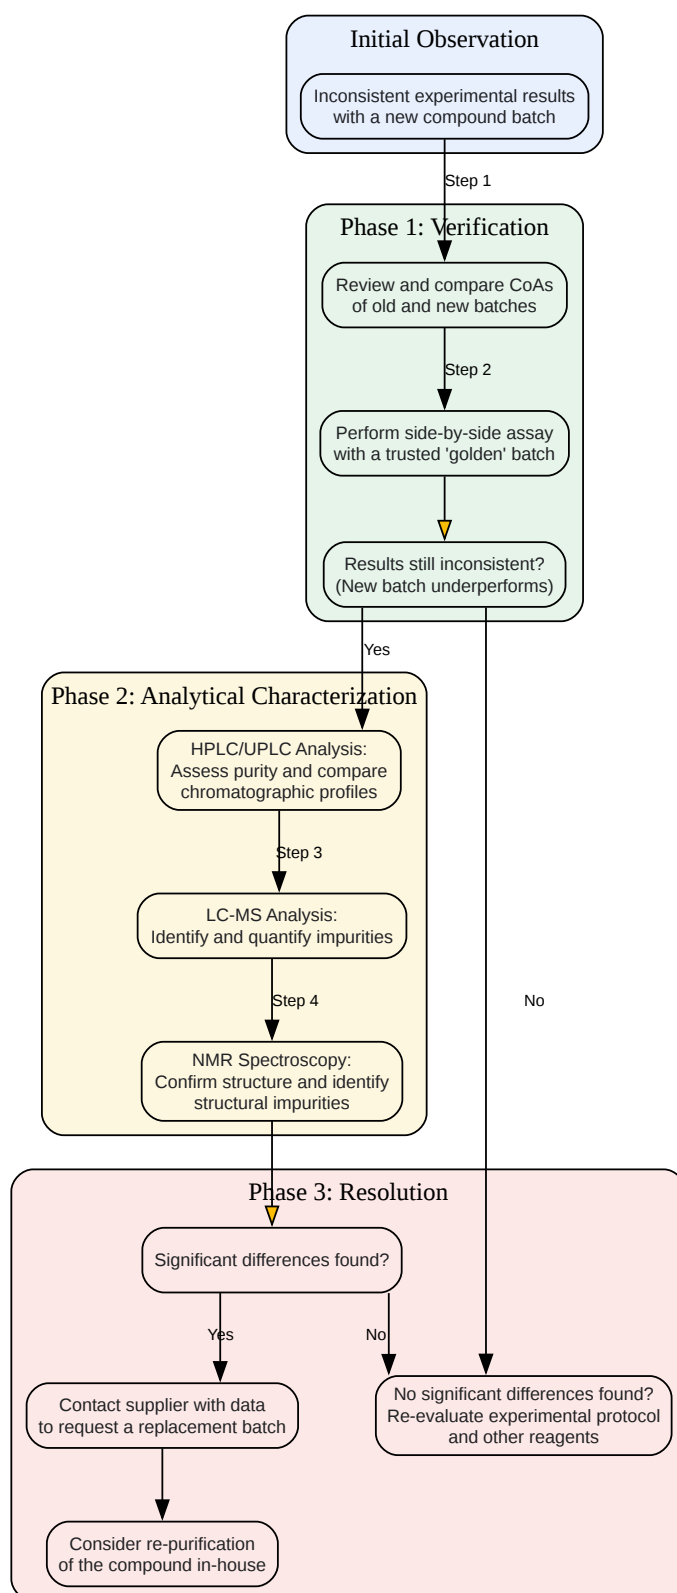 Initial Observation
Inconsistent experimental results
with a new compound batch
Step 1
Phase 1: Verification
Review and compare CoAs
of old and new batches
Step 2
Perform side-by-side assay
with a trusted 'golden' batch
Results still inconsistent?
(New batch underperforms)
Yes
Phase 2: Analytical Characterization
HPLC/UPLC Analysis:
Assess purity and compare
chromatographic profiles
Step 3
LC-MS Analysis:
Identify and quantify impurities
Step 4
No
NMR Spectroscopy:
Confirm structure and identify
structural impurities
Phase 3: Resolution
Significant differences found?
Yes
No
Contact supplier with data
to request a replacement batch
No significant differences found?
Re-evaluate experimental protocol
and other reagents
Consider re-purification
of the compound in-house